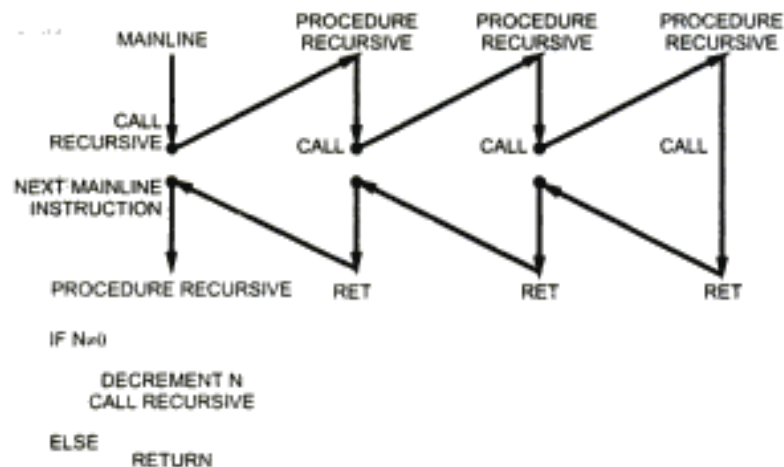 MAINLINE
PROCEDURE
RECURSIVE
PROCEDURE
RECURSIVE
PROCEDURE
RECURSIVE
CALL
RECURSIVE
CALL
CALL
CALL
NEXT MAINLINE
INSTRUCTION
PROCEDURE RECURSIVE
RET
RET
RET
IF N≠0
DECREMENT N
CALL RECURSIVE
ELSE
RETURN